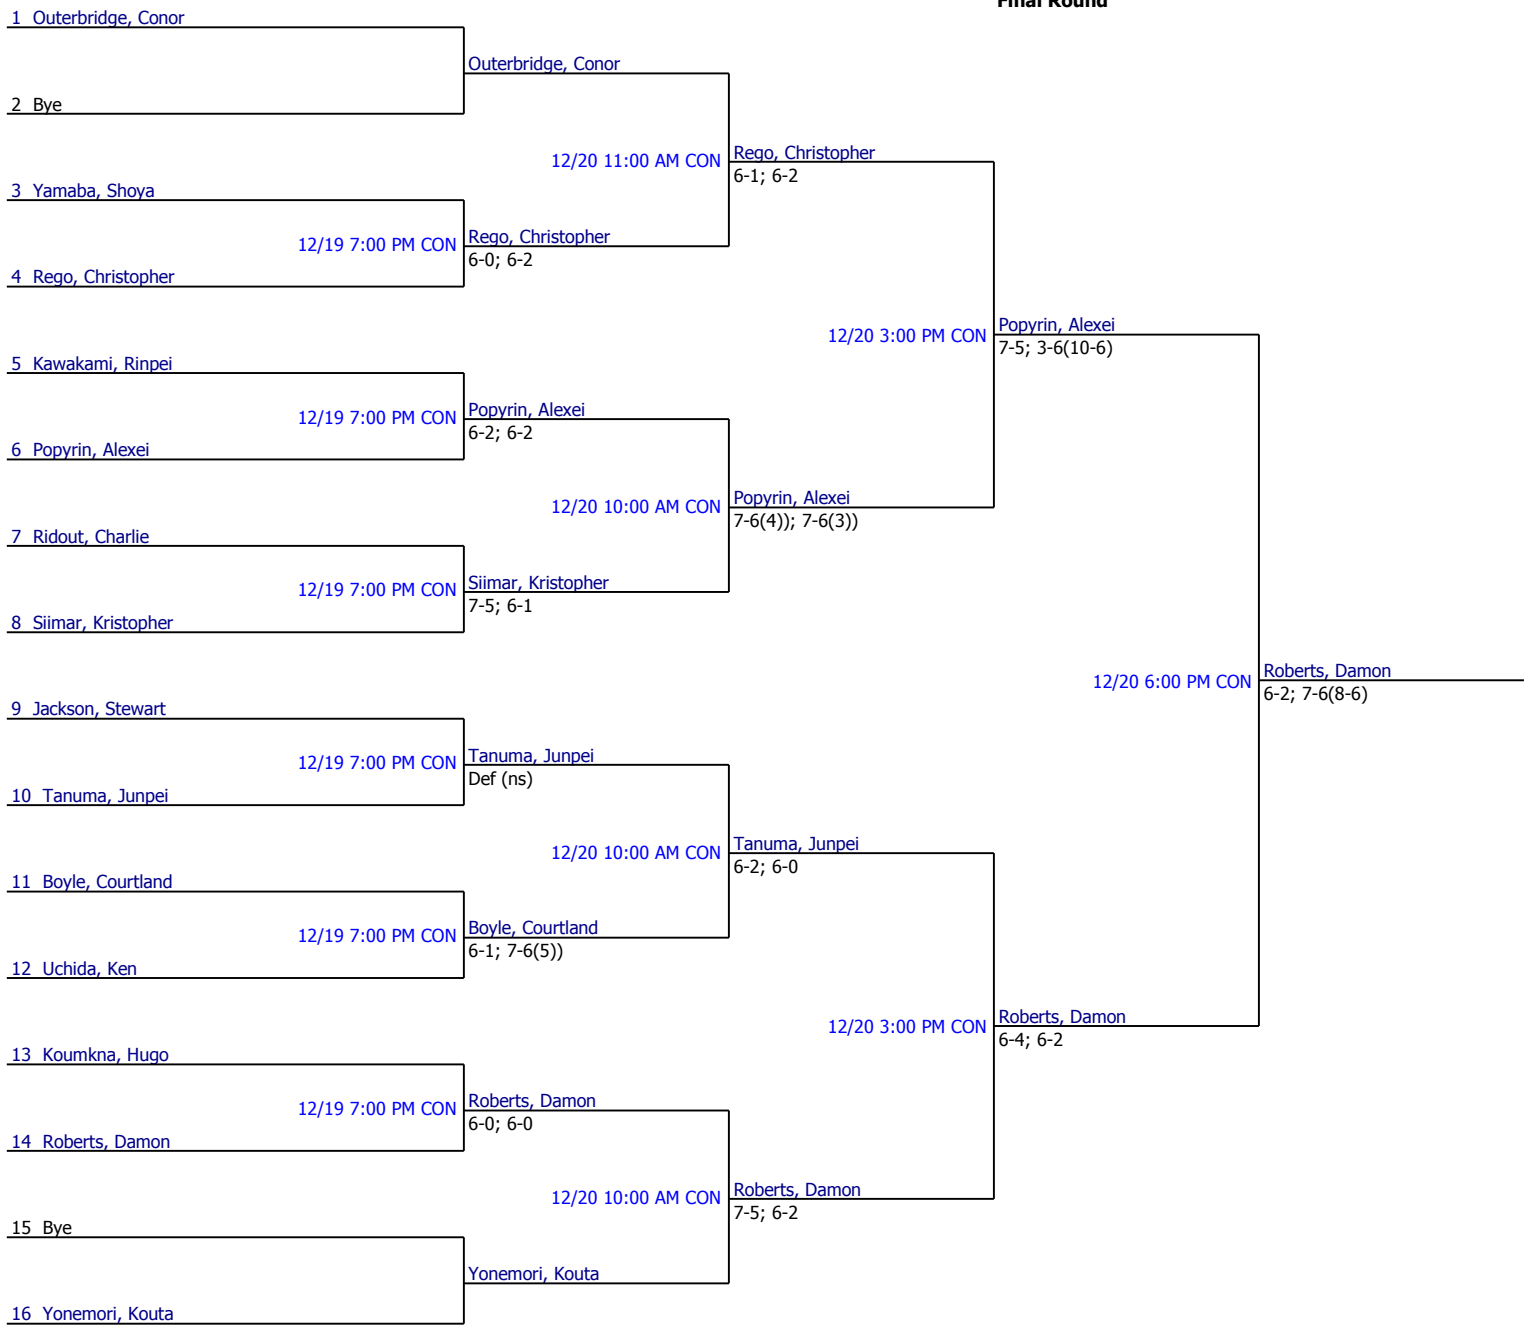 Final Round
1 Outerbridge, Conor
Outerbridge, Conor
2 Bye
12/20 11:00 AM CON
Rego, Christopher
6-1; 6-2
3 Yamaba, Shoya
12/19 7:00 PM CON
Rego, Christopher
6-0; 6-2
4 Rego, Christopher
12/20 3:00 PM CON
Popyrin, Alexei
7-5; 3-6(10-6)
5 Kawakami, Rinpei
12/19 7:00 PM CON
Popyrin, Alexei
6-2; 6-2
6 Popyrin, Alexei
12/20 10:00 AM CON
Popyrin, Alexei
7-6(4)); 7-6(3))
7 Ridout, Charlie
12/19 7:00 PM CON
Siimar, Kristopher
7-5; 6-1
8 Siimar, Kristopher
12/20 6:00 PM CON
Roberts, Damon
6-2; 7-6(8-6)
9 Jackson, Stewart
12/19 7:00 PM CON
Tanuma, Junpei
Def (ns)
10 Tanuma, Junpei
12/20 10:00 AM CON
Tanuma, Junpei
6-2; 6-0
11 Boyle, Courtland
12/19 7:00 PM CON
Boyle, Courtland
6-1; 7-6(5))
12 Uchida, Ken
12/20 3:00 PM CON
Roberts, Damon
6-4; 6-2
13 Koumkna, Hugo
12/19 7:00 PM CON
Roberts, Damon
6-0; 6-0
14 Roberts, Damon
12/20 10:00 AM CON
Roberts, Damon
7-5; 6-2
15 Bye
Yonemori, Kouta
16 Yonemori, Kouta